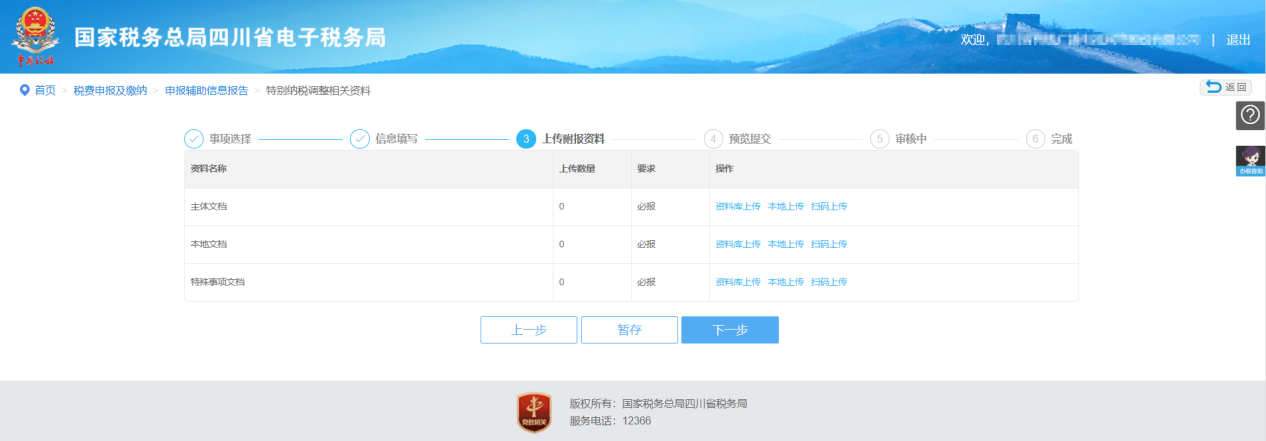 国家税务总局四川省电子税务局
欢迎, | 退出
首页 > 税费申报及缴纳 > 申报辅助信息报告 > 特别纳税调整相关资料 返回
事项选择 信息填写 3 上传附报资料 4 预览提交 5 审核中 6 完成
资料名称 上传数量 要求 操作
主体文档 0 必报 资料库上传 本地上传 扫码上传
本地文档 0 必报 资料库上传 本地上传 扫码上传
特殊事项文档 0 必报 资料库上传 本地上传 扫码上传
上一步 暂存 下一步
版权所有：国家税务总局四川省税务局
服务电话：12366
党政机关